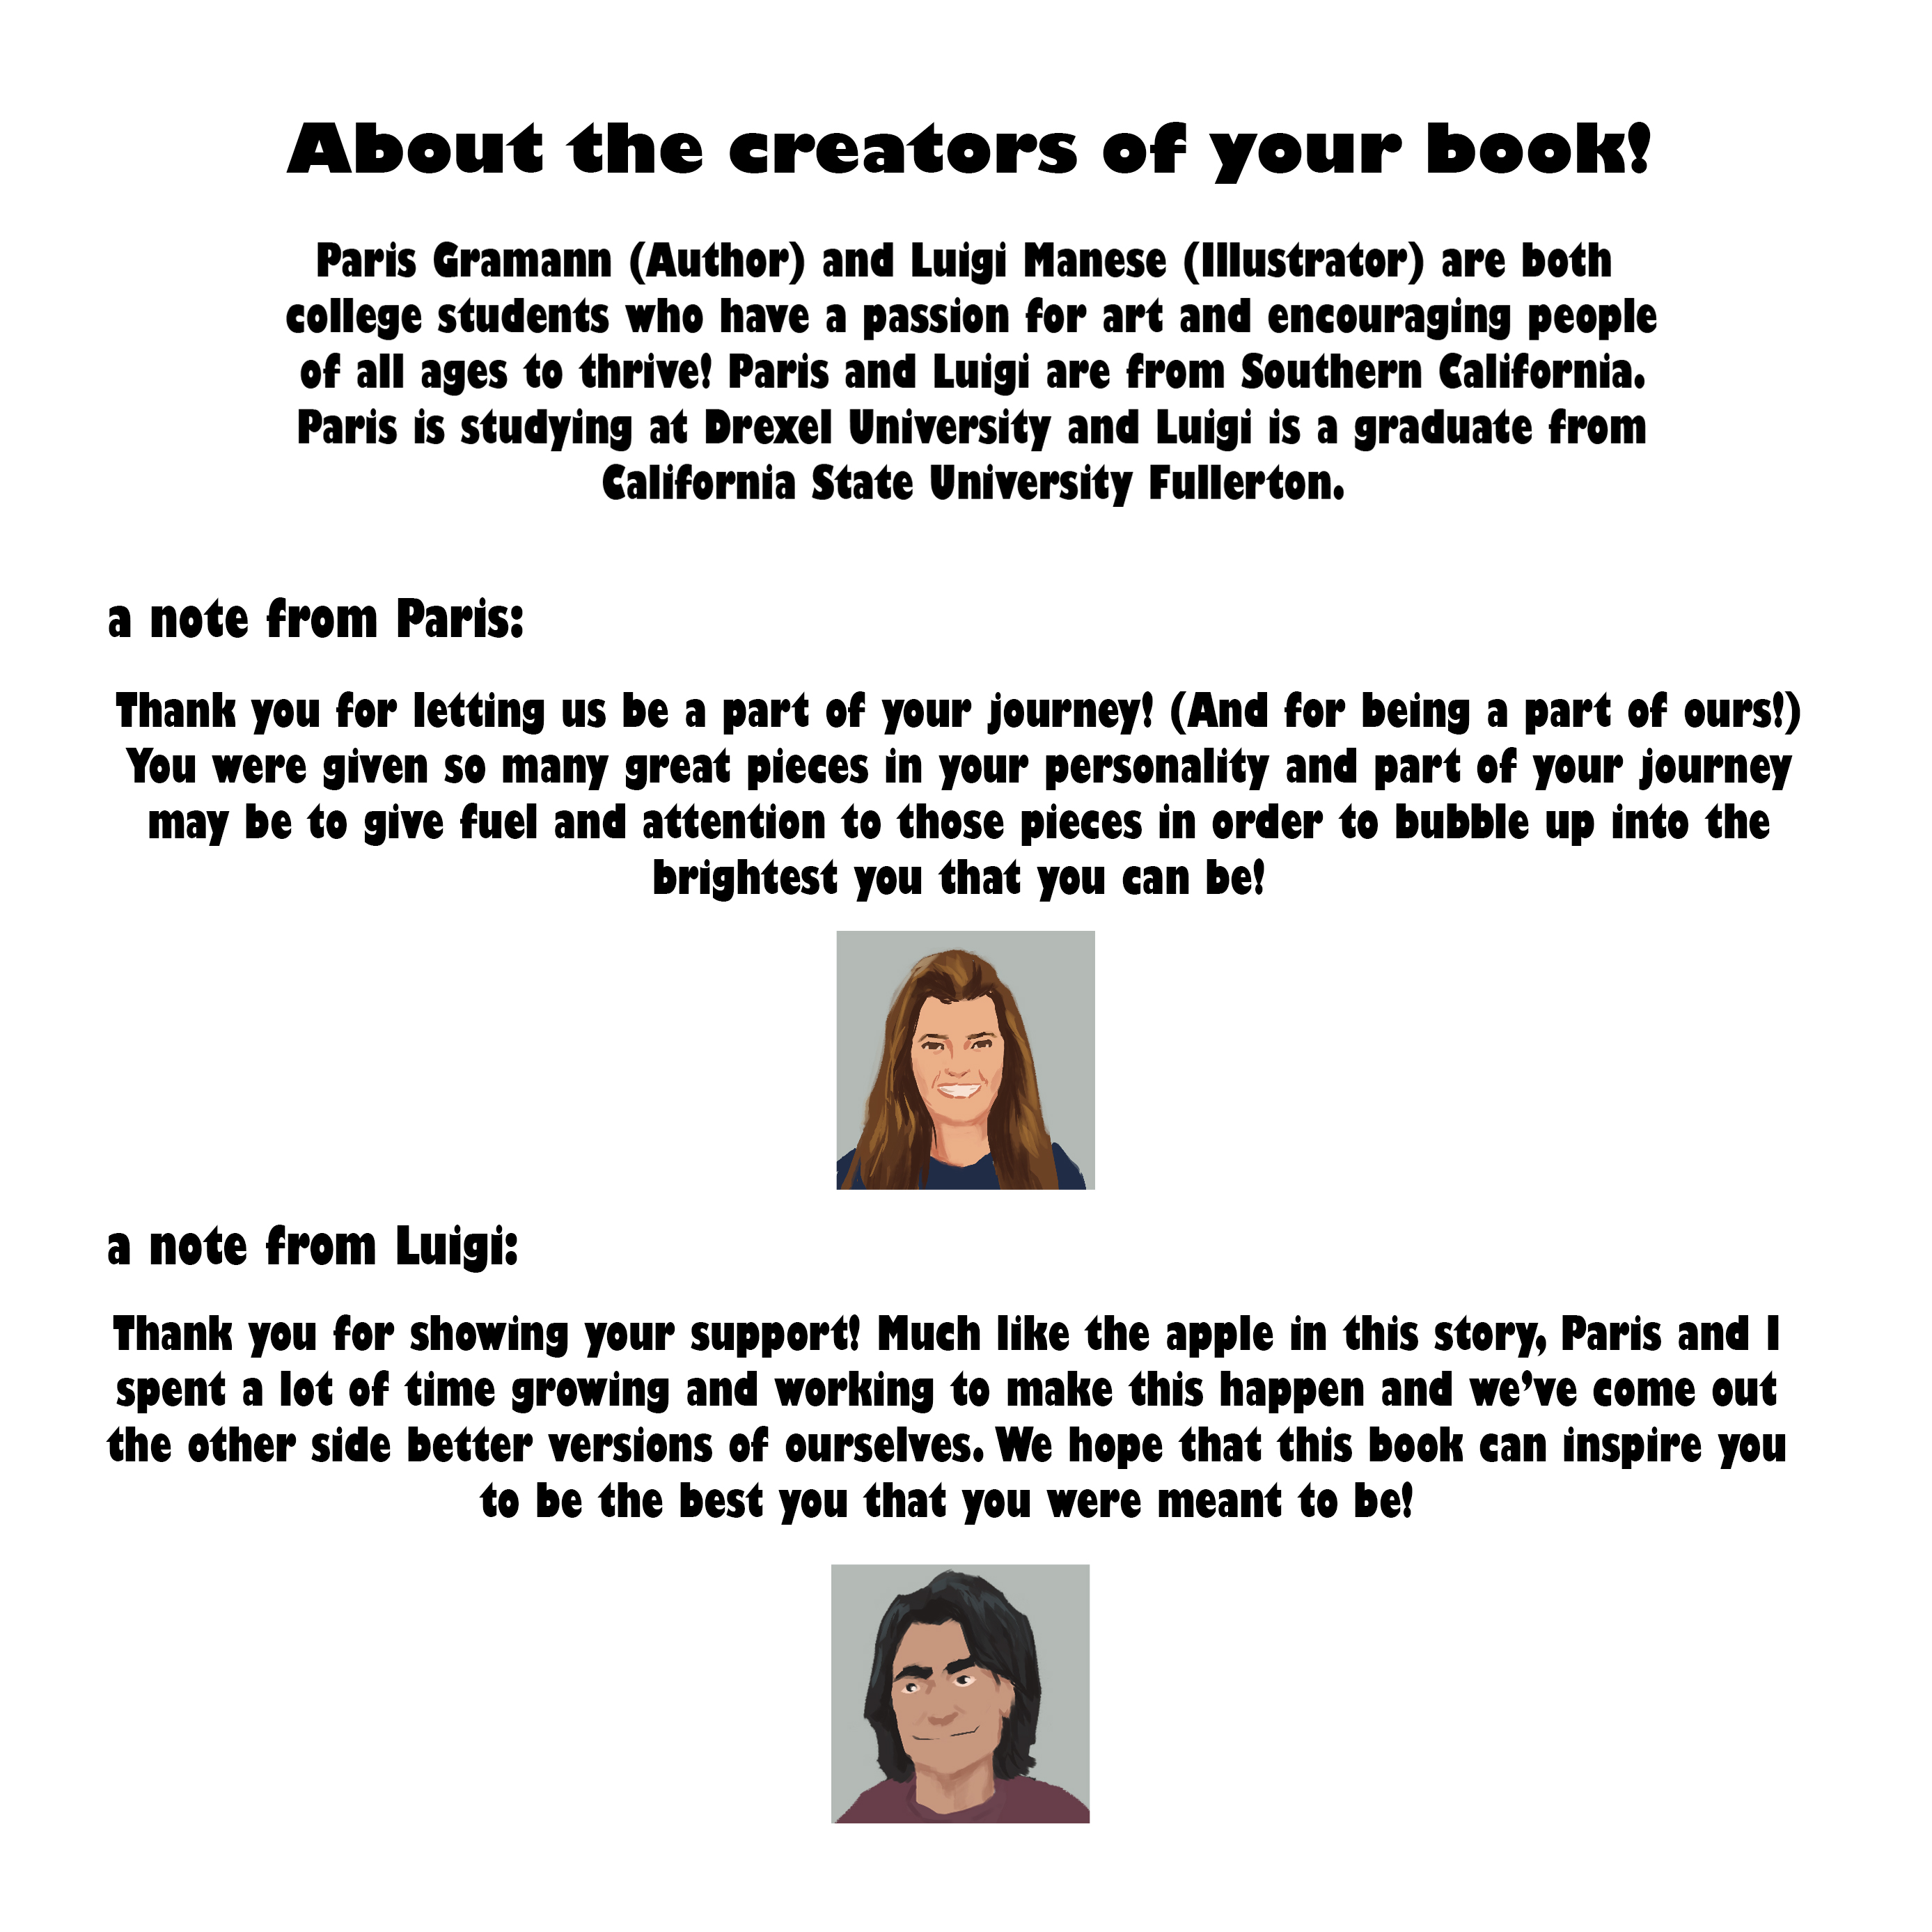 About the creators of your book!
Paris Gramann (Author) and Luigi Manese (Illustrator) are both
college students who have a passion for art and encouraging people
of all ages to thrive! Paris and Luigi are from Southern California.
Paris is studying at Drexel University and Luigi is a graduate from
California State University Fullerton.
a note from Paris:
Thank you for letting us be a part of your journey! (And for being a part of ours!)
You were given so many great pieces in your personality and part of your journey
may be to give fuel and attention to those pieces in order to bubble up into the
brightest you that you can be!
a note from Luigi:
Thank you for showing your support! Much like the apple in this story, Paris and I
spent a lot of time growing and working to make this happen and we’ve come out
the other side better versions of ourselves. We hope that this book can inspire you
to be the best you that you were meant to be!